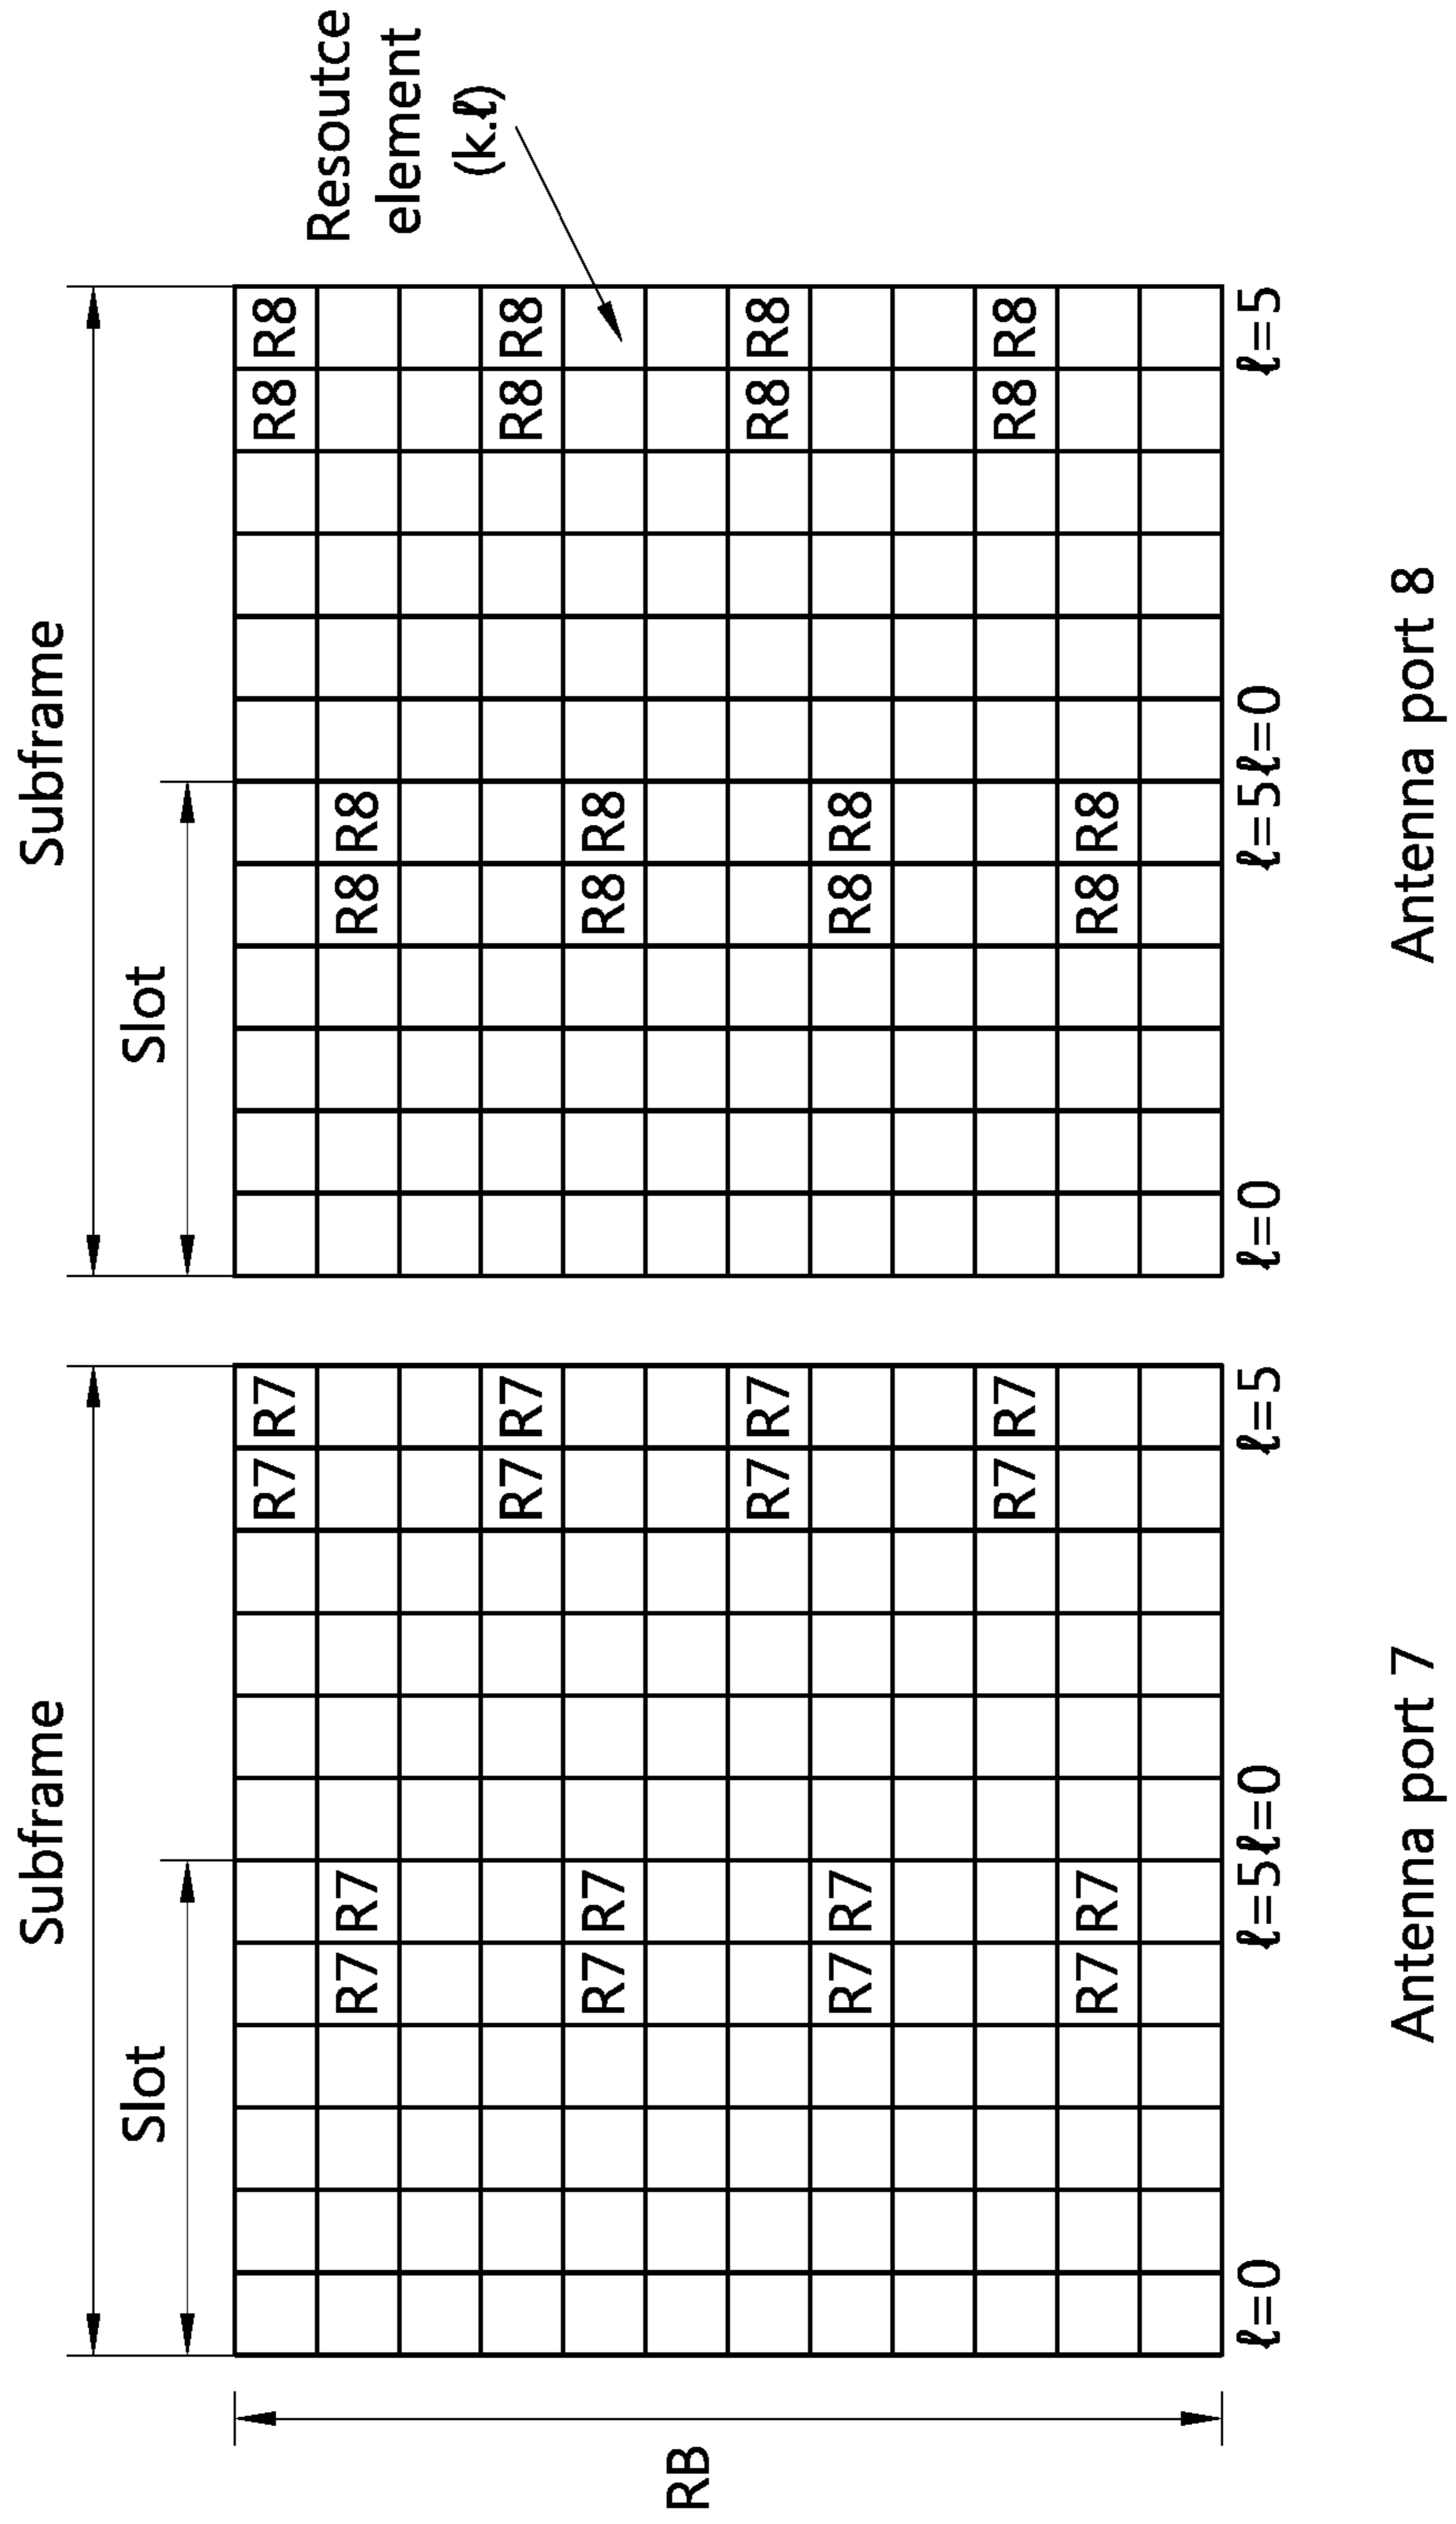 Subframe Subframe
Slot Slot
R7 R7 R8 R8
Resoutce
element
(k.ℓ)
R7 R7 R8 R8
R7 R7 R8 R8
R7 R7 R8 R8
RB
R7 R7 R8 R8
R7 R7 R8 R8
R7 R7 R8 R8
R7 R7 R8 R8
ℓ=0 ℓ=5 ℓ=0 ℓ=5 ℓ=0 ℓ=5 ℓ=0 ℓ=5
Antenna port 7 Antenna port 8